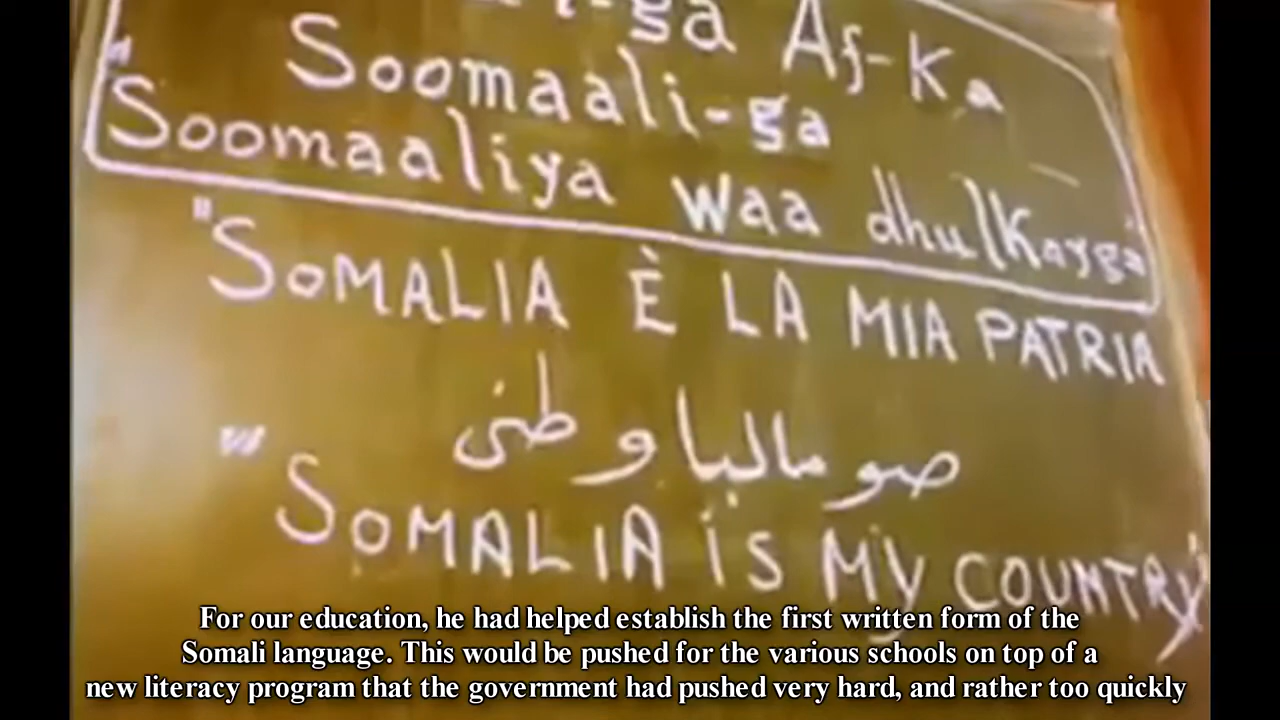 -ga Af-Ka
Soomaali-ga
"Soomaaliya waa dhulKayga
"SOMALIA È LA MIA PATRIA
صوماليا وطنى
"SOMALIA iS MY COUNTRY"
For our education, he had helped establish the first written form of the
Somali language. This would be pushed for the various schools on top of a
new literacy program that the government had pushed very hard, and rather too quickly